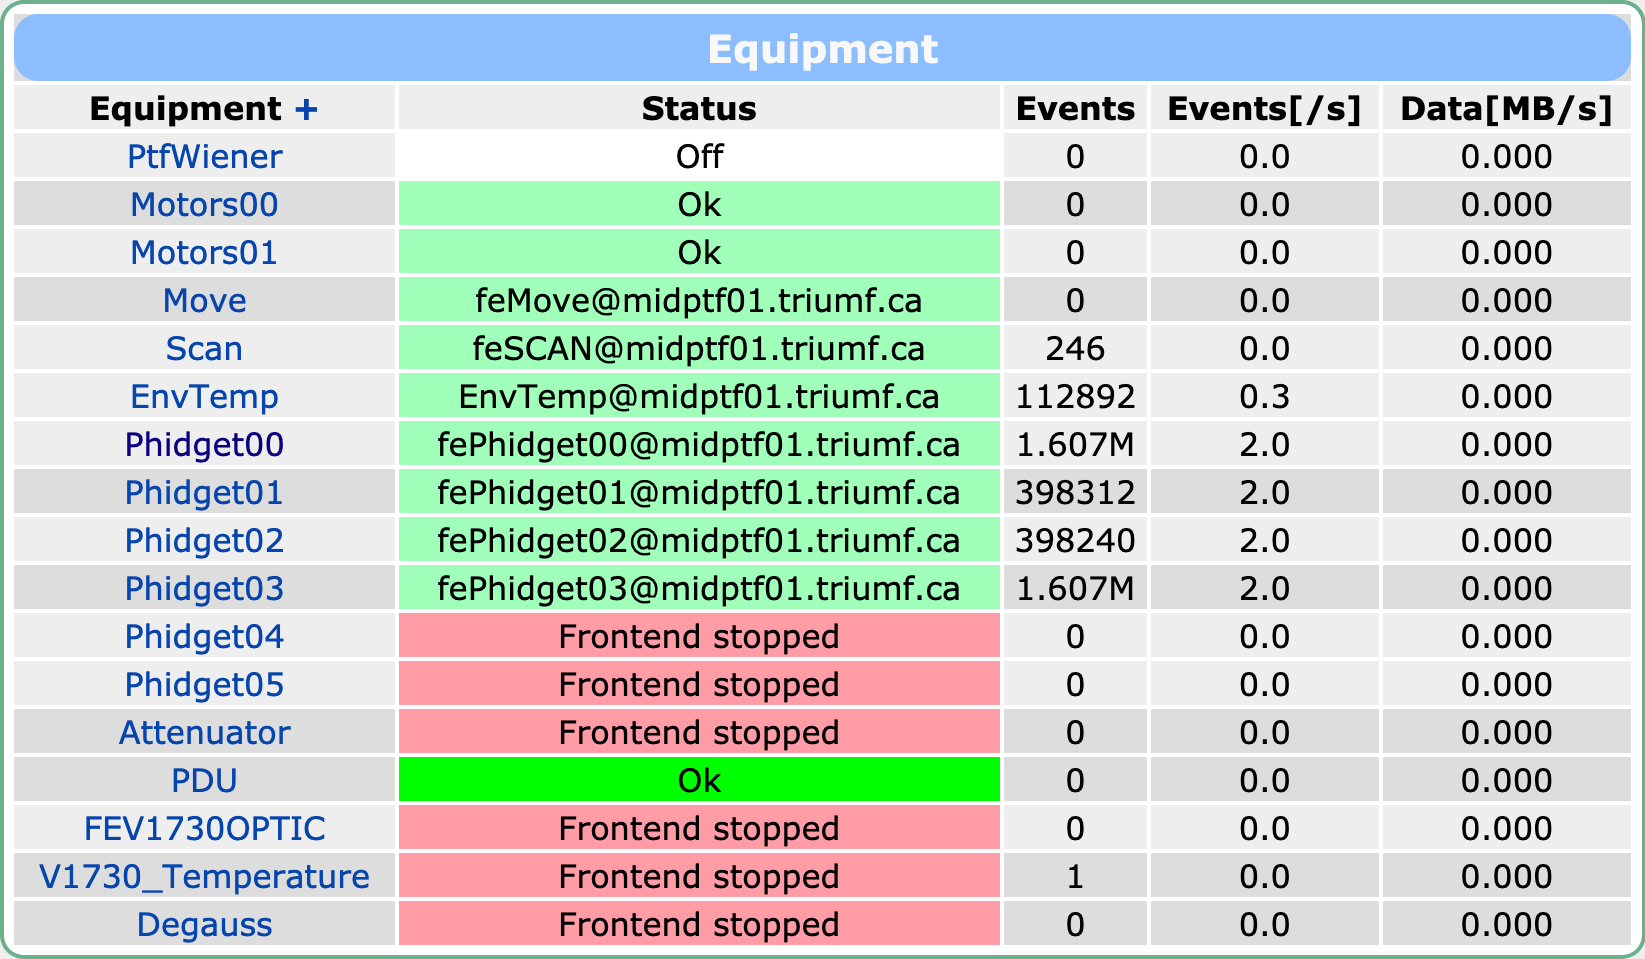 Equipment
Equipment + Status Events Events[/s] Data[MB/s]
PtfWiener Off 0 0.0 0.000
Motors00 Ok 0 0.0 0.000
Motors01 Ok 0 0.0 0.000
Move feMove@midptf01.triumf.ca 0 0.0 0.000
Scan feSCAN@midptf01.triumf.ca 246 0.0 0.000
EnvTemp EnvTemp@midptf01.triumf.ca 112892 0.3 0.000
Phidget00 fePhidget00@midptf01.triumf.ca 1.607M 2.0 0.000
Phidget01 fePhidget01@midptf01.triumf.ca 398312 2.0 0.000
Phidget02 fePhidget02@midptf01.triumf.ca 398240 2.0 0.000
Phidget03 fePhidget03@midptf01.triumf.ca 1.607M 2.0 0.000
Phidget04 Frontend stopped 0 0.0 0.000
Phidget05 Frontend stopped 0 0.0 0.000
Attenuator Frontend stopped 0 0.0 0.000
PDU Ok 0 0.0 0.000
FEV1730OPTIC Frontend stopped 0 0.0 0.000
V1730_Temperature Frontend stopped 1 0.0 0.000
Degauss Frontend stopped 0 0.0 0.000